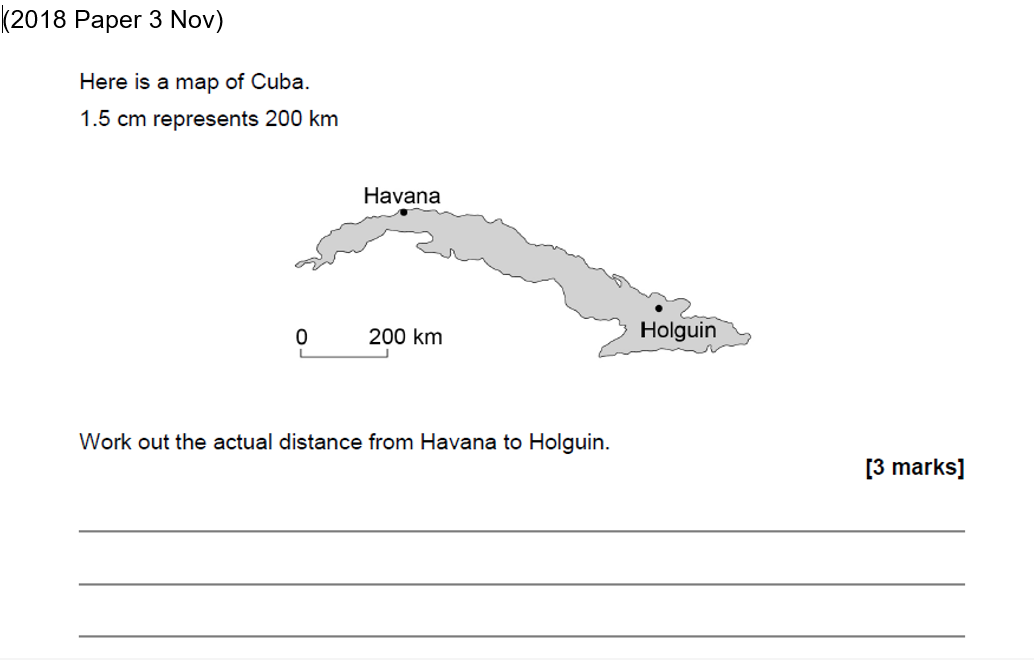 (2018 Paper 3 Nov)
Here is a map of Cuba.
1.5 cm represents 200 km
Havana
Holguin
0 200 km
Work out the actual distance from Havana to Holguin.
[3 marks]